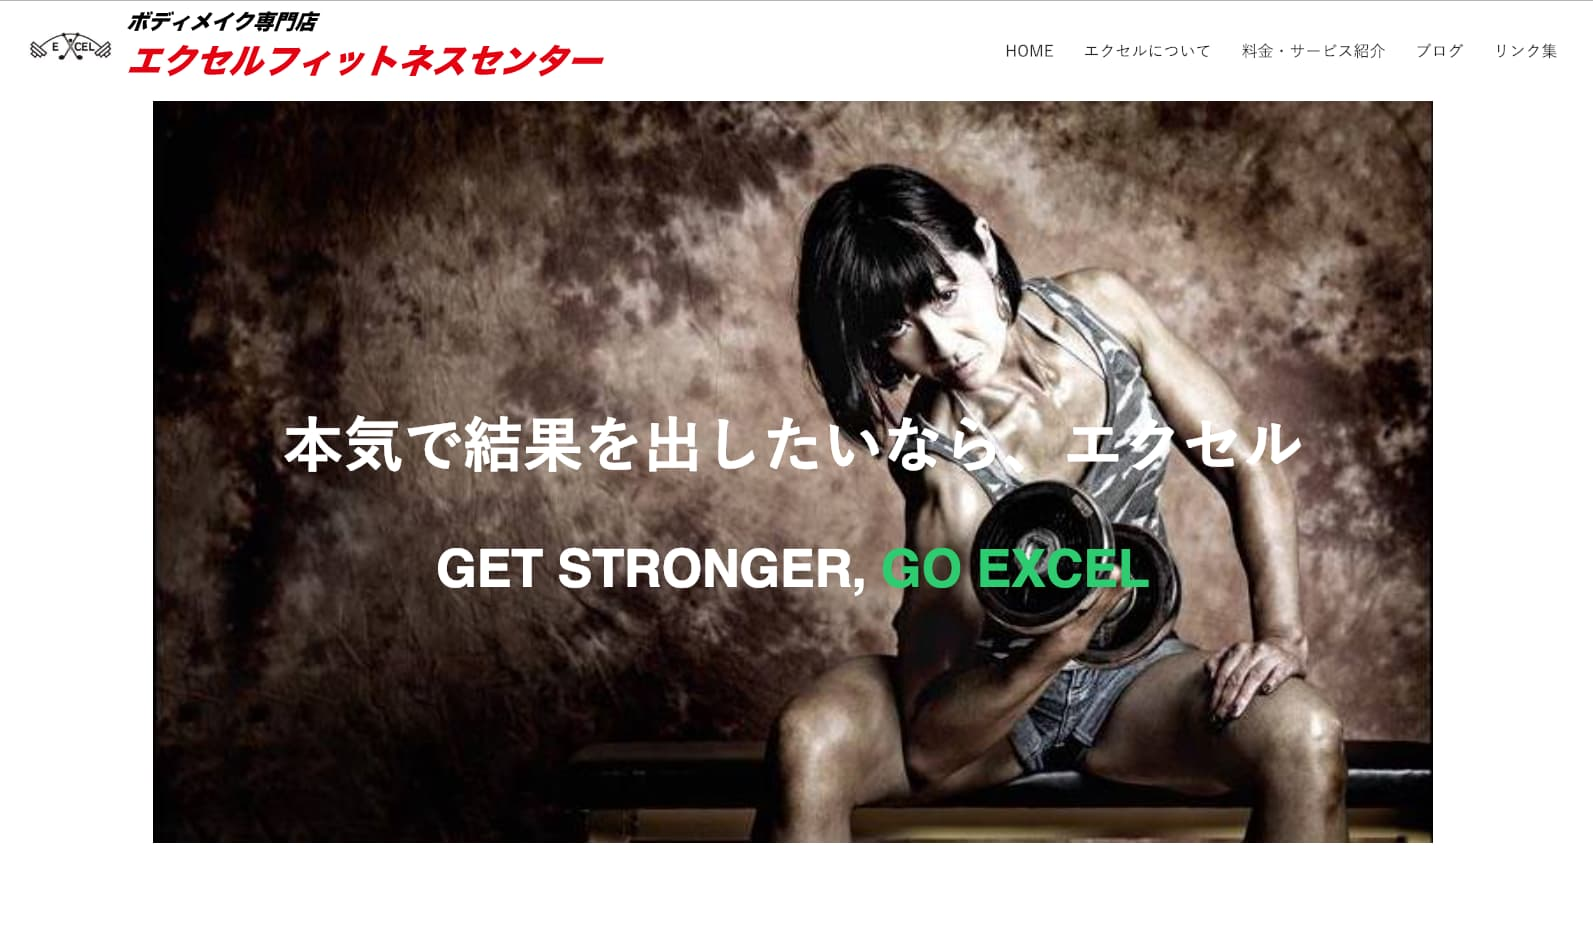 ボディメイク専門店
EXCEL
エクセルフィットネスセンター
HOME エクセルについて 料金・サービス紹介 ブログ リンク集
本気で結果を出したいなら、エクセル
GET STRONGER, GO EXCEL